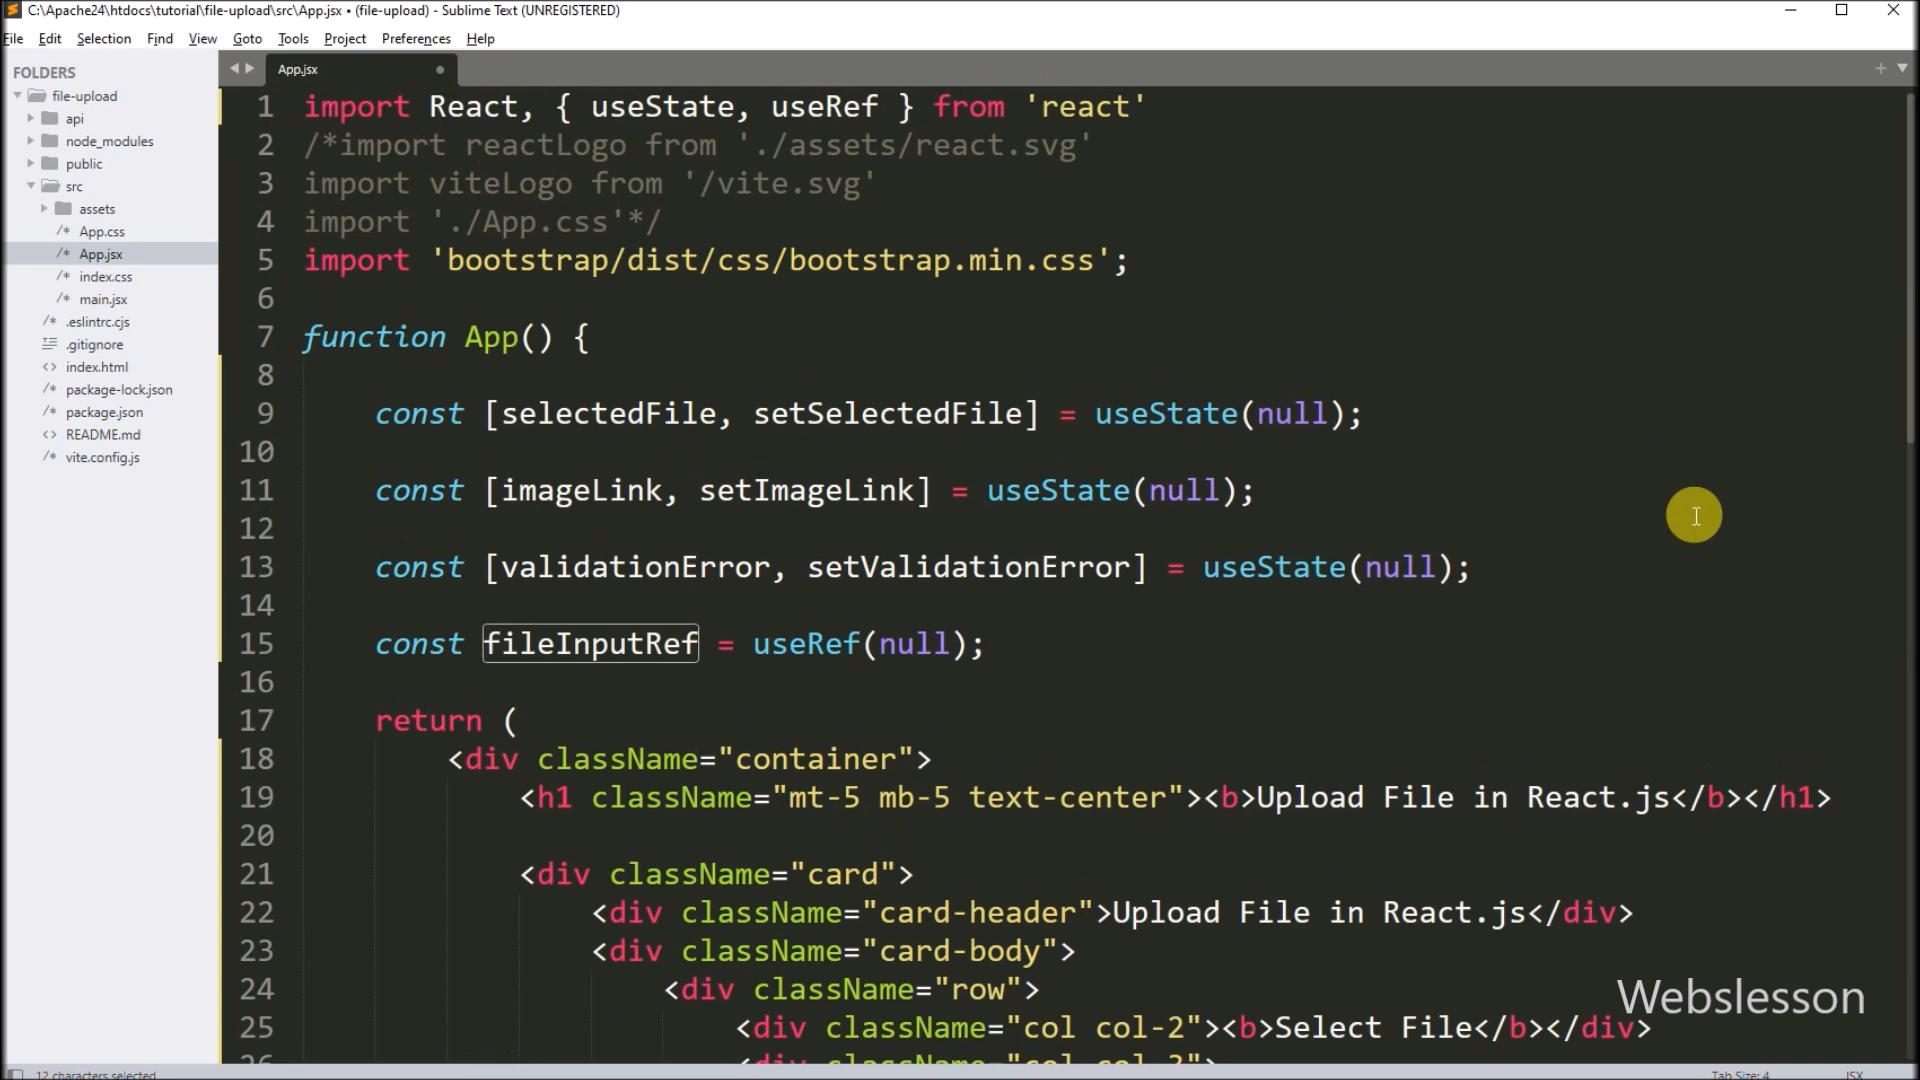 C:\Apache24\htdocs\tutorial\file-upload\src\App.jsx • (file-upload) - Sublime Text (UNREGISTERED)
File Edit Selection Find View Goto Tools Project Preferences Help
FOLDERS
file-upload
api
node_modules
public
src
assets
/* App.css
/* App.jsx
/* index.css
/* main.jsx
/* .eslintrc.cjs
.gitignore
<> index.html
/* package-lock.json
/* package.json
<> README.md
/* vite.config.js
App.jsx
1 import React, { useState, useRef } from 'react'
2 /*import reactLogo from './assets/react.svg'
3 import viteLogo from '/vite.svg'
4 import './App.css'*/
5 import 'bootstrap/dist/css/bootstrap.min.css';
6
7 function App() {
8
9 const [selectedFile, setSelectedFile] = useState(null);
10
11 const [imageLink, setImageLink] = useState(null);
12
13 const [validationError, setValidationError] = useState(null);
14
15 const fileInputRef = useRef(null);
16
17 return (
18 <div className="container">
19 <h1 className="mt-5 mb-5 text-center"><b>Upload File in React.js</b></h1>
20
21 <div className="card">
22 <div className="card-header">Upload File in React.js</div>
23 <div className="card-body">
24 <div className="row">
25 <div className="col col-2"><b>Select File</b></div>
26 <div className="col col-3">
Webslesson
12 characters selected
Tab Size: 4
JSX